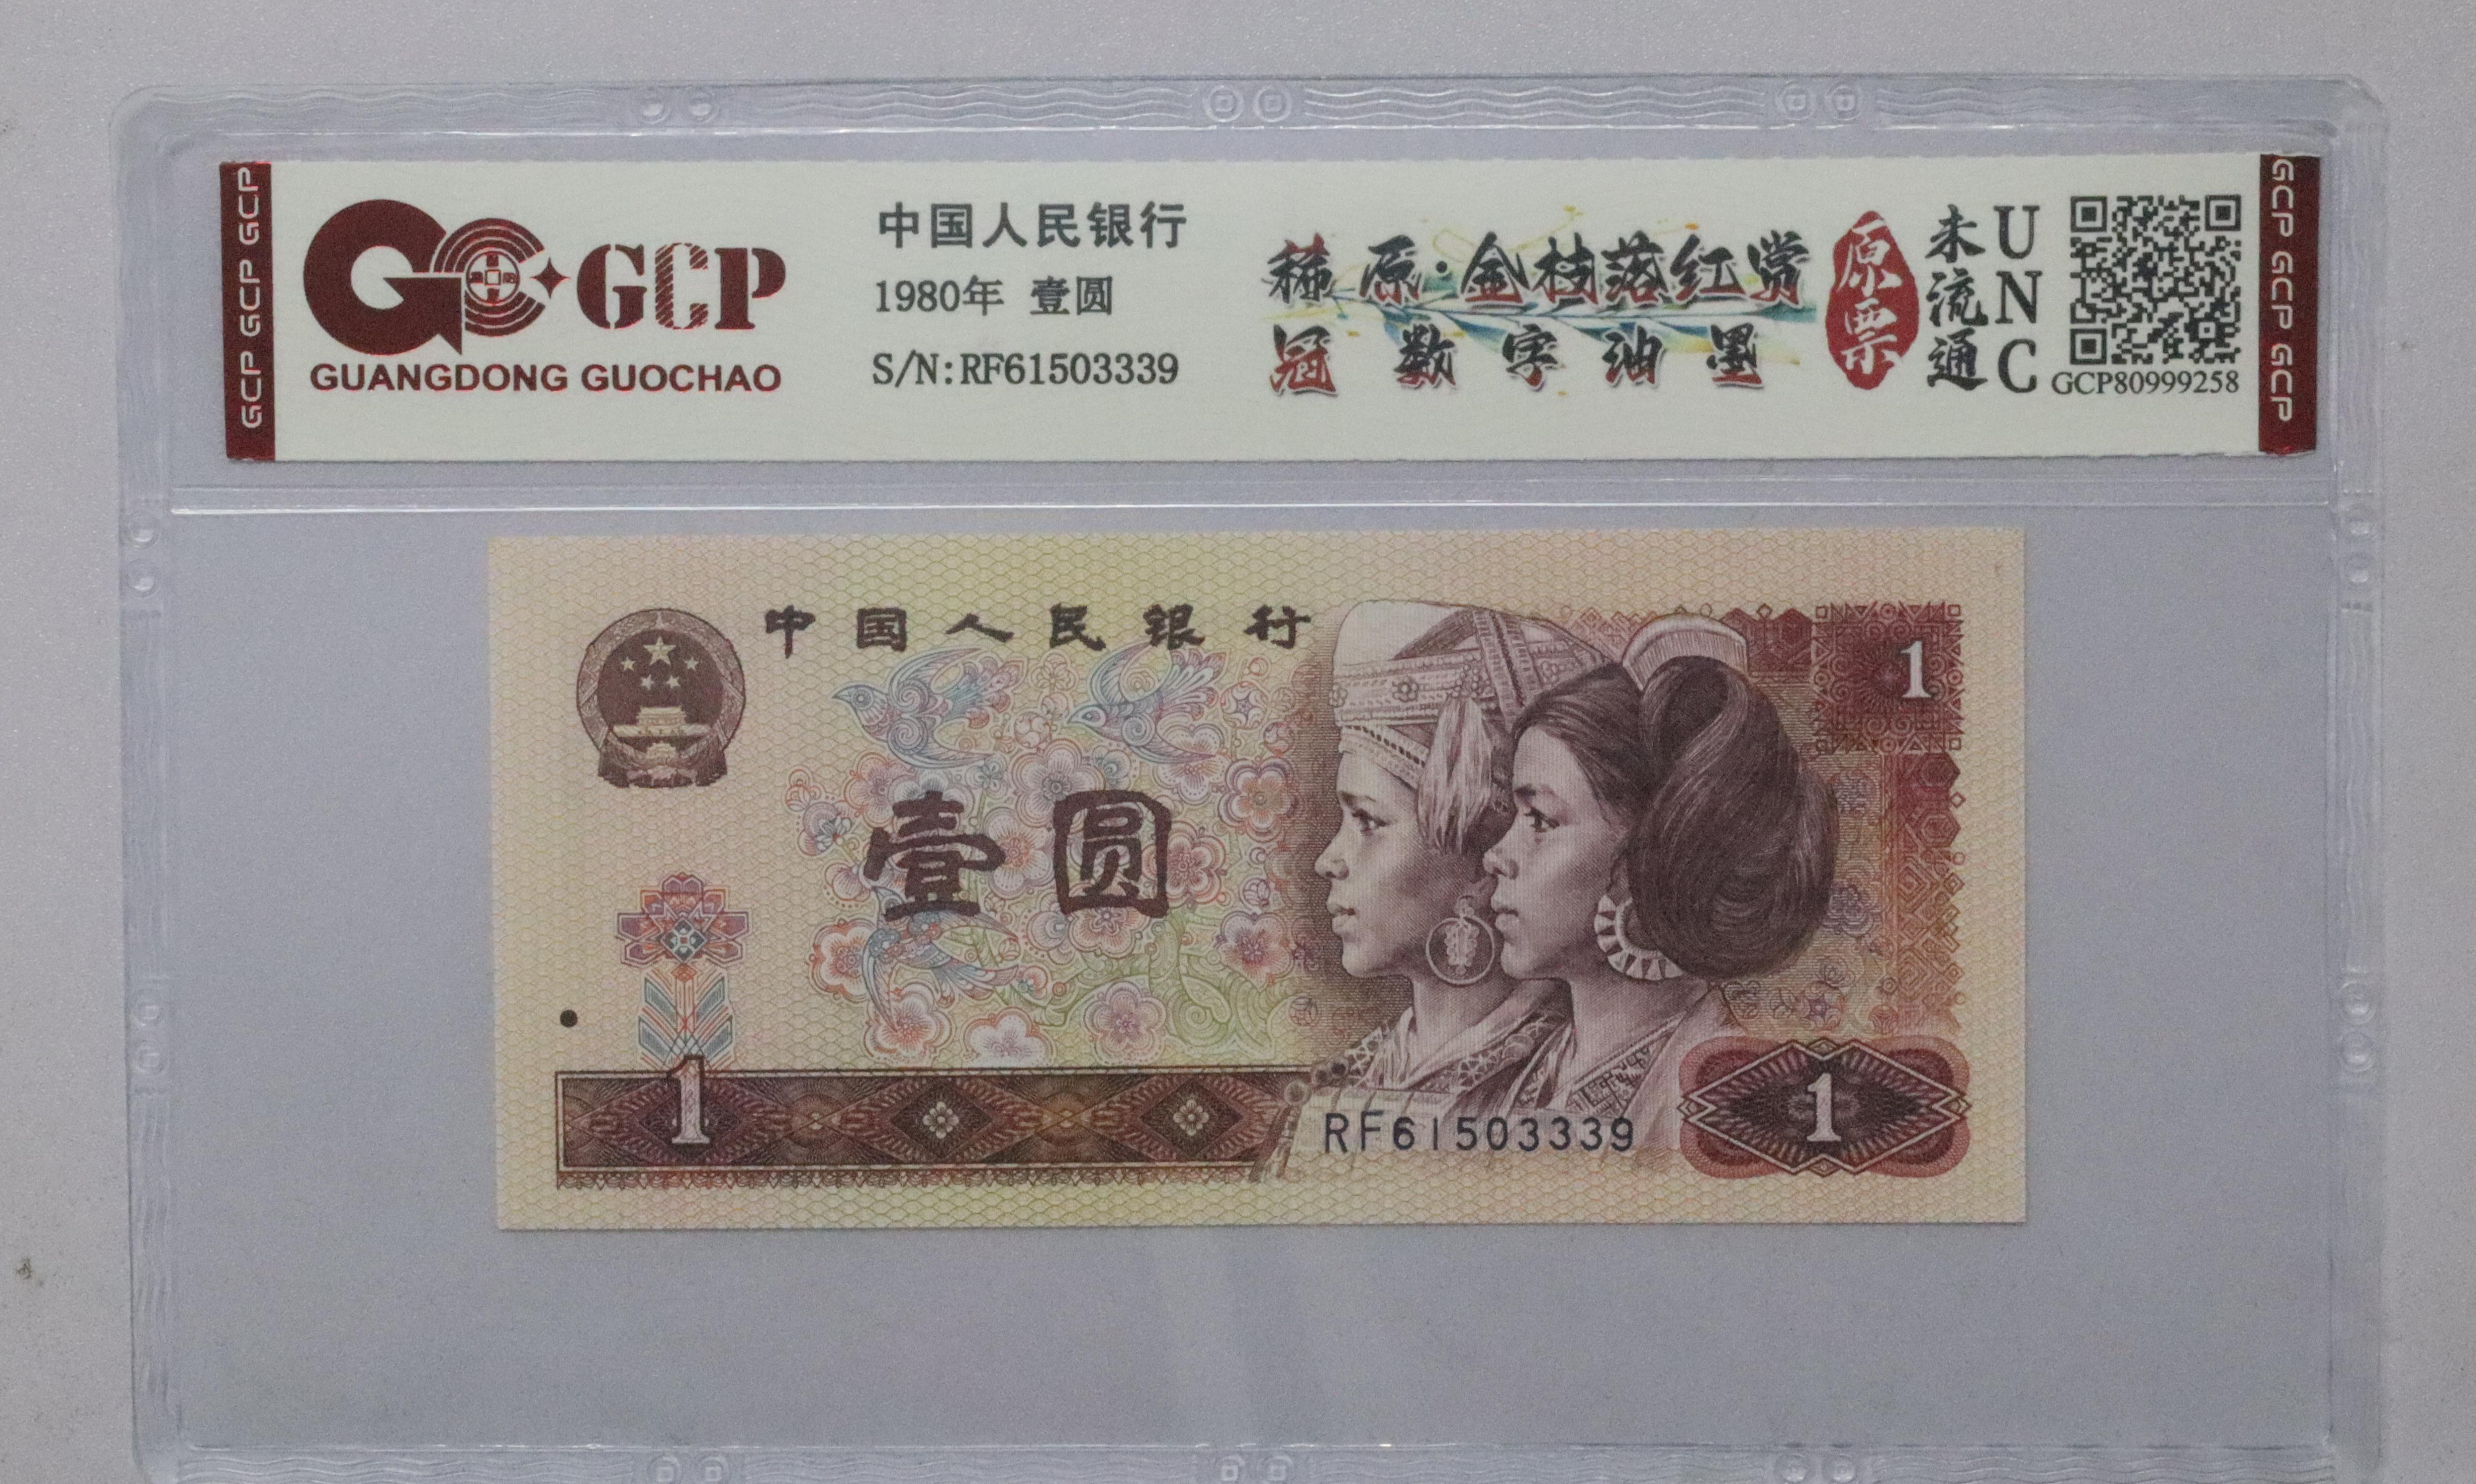 GCP GCP GCP
GCP
GUANGDONG GUOCHAO
中国人民银行
1980年 壹圆
S/N:RF61503339
稀原·金枝落红赏
冠数字油墨
原票
未流通
UNC
GCP80999258
GCP GCP GCP
中国人民银行
1
壹圆
1
RF61503339
1